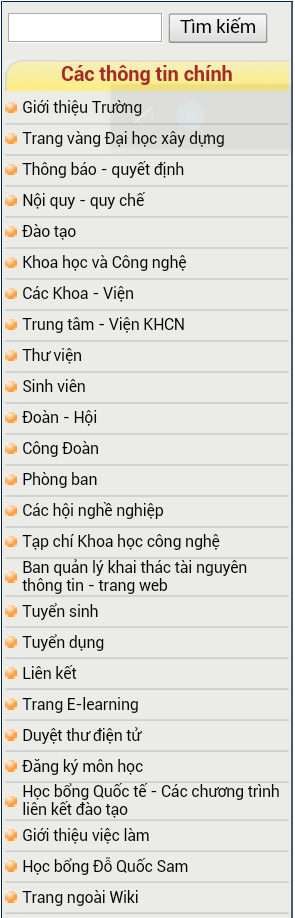 Tìm kiếm
Các thông tin chính
Giới thiệu Trường
Trang vàng Đại học xây dựng
Thông báo - quyết định
Nội quy - quy chế
Đào tạo
Khoa học và Công nghệ
Các Khoa - Viện
Trung tâm - Viện KHCN
Thư viện
Sinh viên
Đoàn - Hội
Công Đoàn
Phòng ban
Các hội nghề nghiệp
Tạp chí Khoa học công nghệ
Ban quản lý khai thác tài nguyên
thông tin - trang web
Tuyển sinh
Tuyển dụng
Liên kết
Trang E-learning
Duyệt thư điện tử
Đăng ký môn học
Học bổng Quốc tế - Các chương trình
liên kết đào tạo
Giới thiệu việc làm
Học bổng Đỗ Quốc Sam
Trang ngoài Wiki